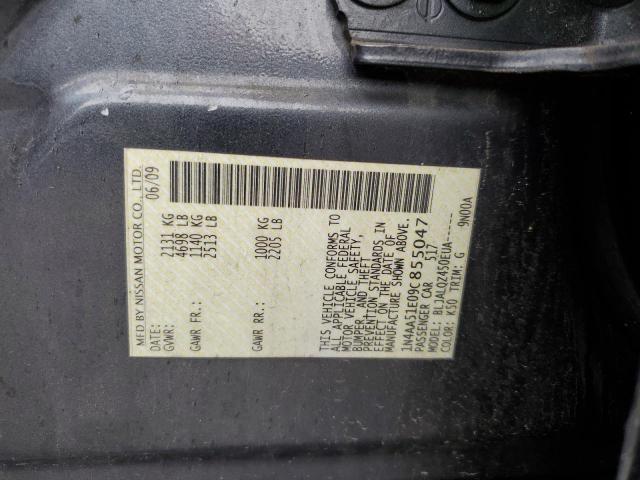 MFD BY NISSAN MOTOR CO., LTD.
DATE: 06/09
GVWR: 2131 KG
4698 LB
GAWR FR: 1140 KG
2513 LB
GAWR RR: 1000 KG
2205 LB
THIS VEHICLE CONFORMS TO
ALL APPLICABLE FEDERAL
MOTOR VEHICLE SAFETY,
BUMPER, AND THEFT
PREVENTION STANDARDS IN
EFFECT ON THE DATE OF
MANUFACTURE SHOWN ABOVE.
1N4AA51E09C855047
PASSENGER CAR 517
MODEL: BLJALQZ450EUA-----
COLOR: K50 TRIM: G 9N00A